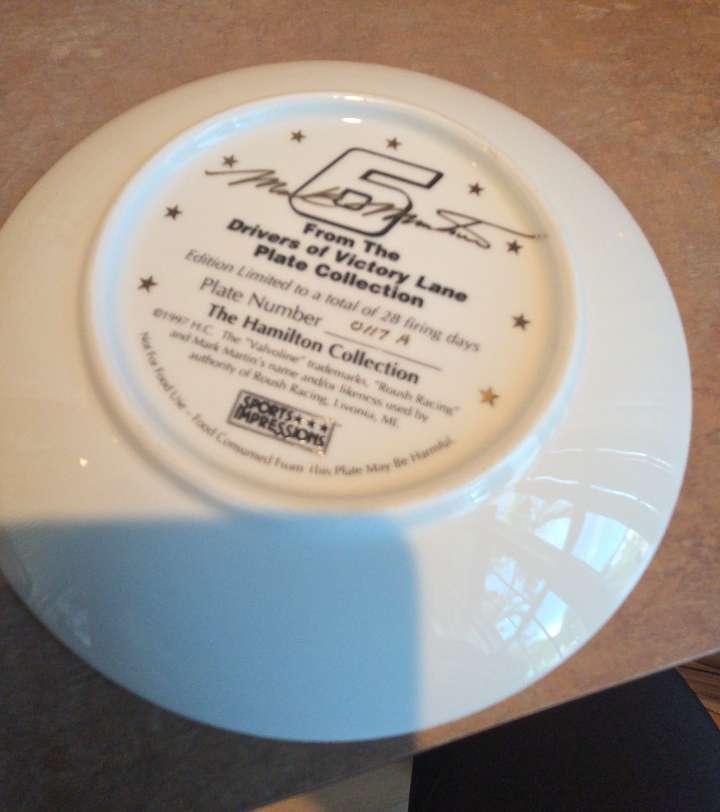 6
Mark Martin
From The
Drivers of Victory Lane
Plate Collection
Edition Limited to a total of 28 firing days
Plate Number 0117 A
The Hamilton Collection
©1997 H.C. The "Valvoline" trademarks, "Roush Racing"
and Mark Martin's name and/or likeness used by
authority of Roush Racing, Livonia, MI.
SPORTS
IMPRESSIONS
Not For Food Use – Food Consumed From This Plate May Be Harmful.